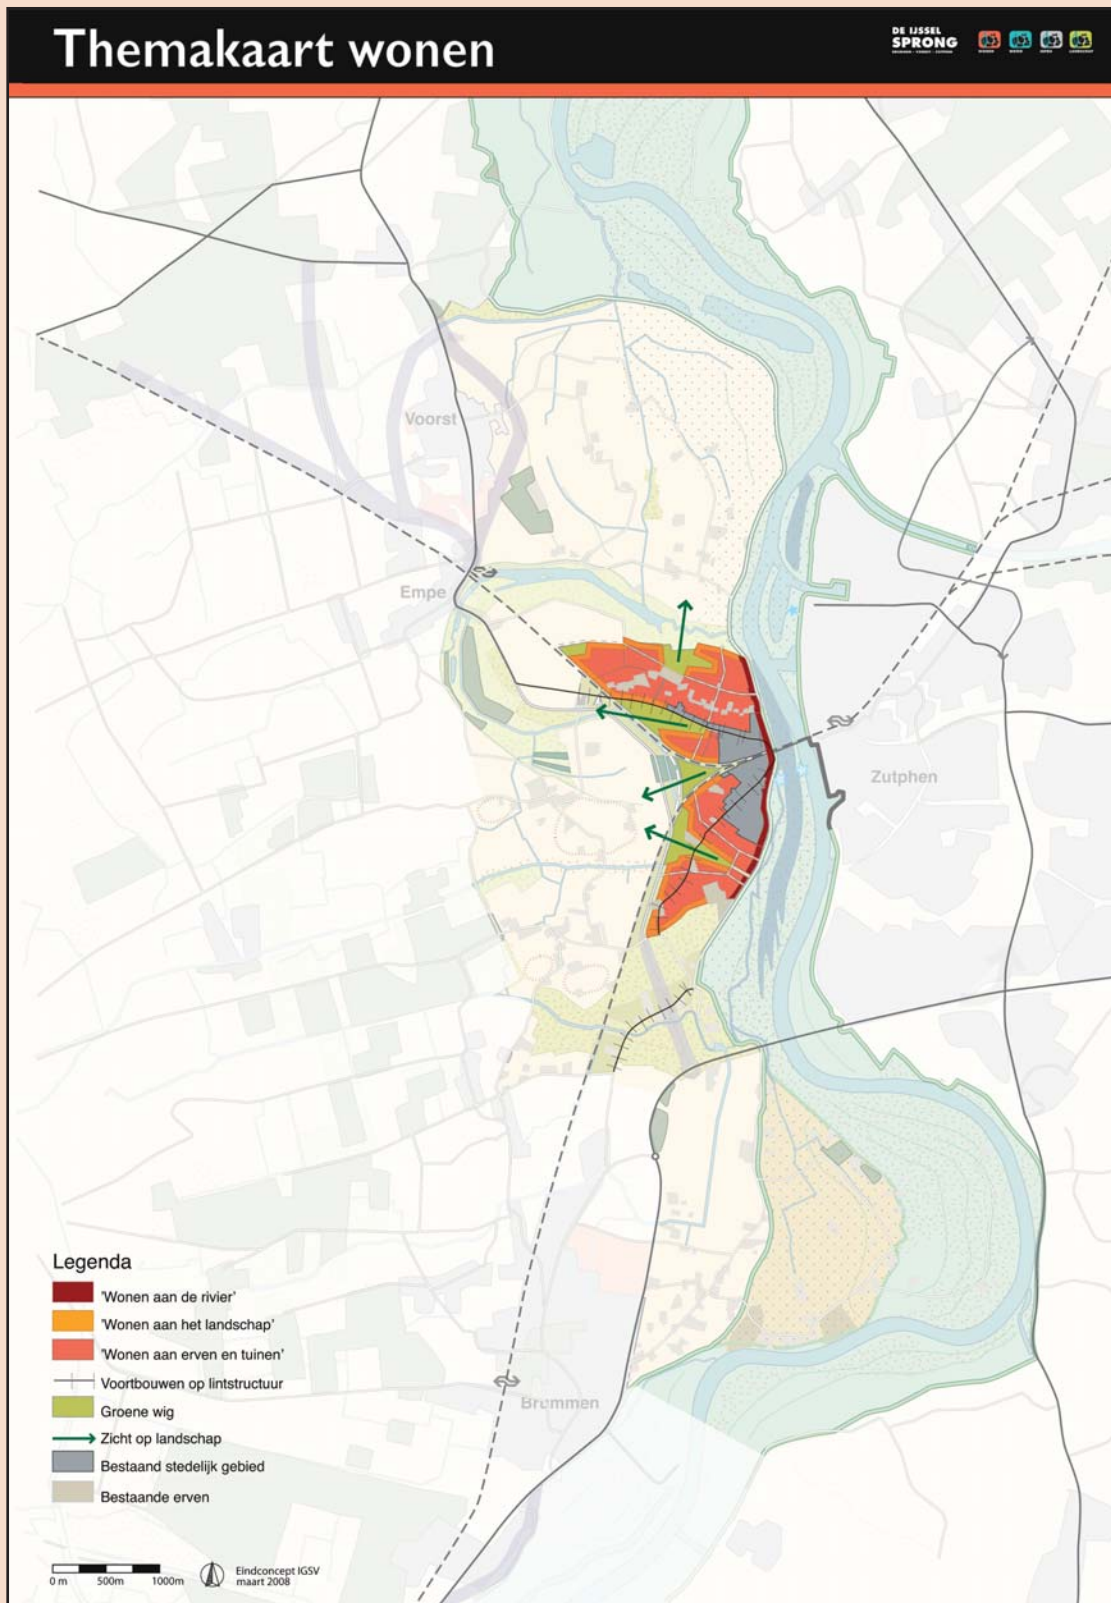 Themakaart wonen
DE IJSSEL
SPRONG
Voorst
Empe
Zutphen
Brummen
Legenda
'Wonen aan de rivier'
'Wonen aan het landschap'
'Wonen aan erven en tuinen'
Voortbouwen op lintstructuur
Groene wig
Zicht op landschap
Bestaand stedelijk gebied
Bestaande erven
0 m 500m 1000m
Eindconcept IGSV
maart 2008